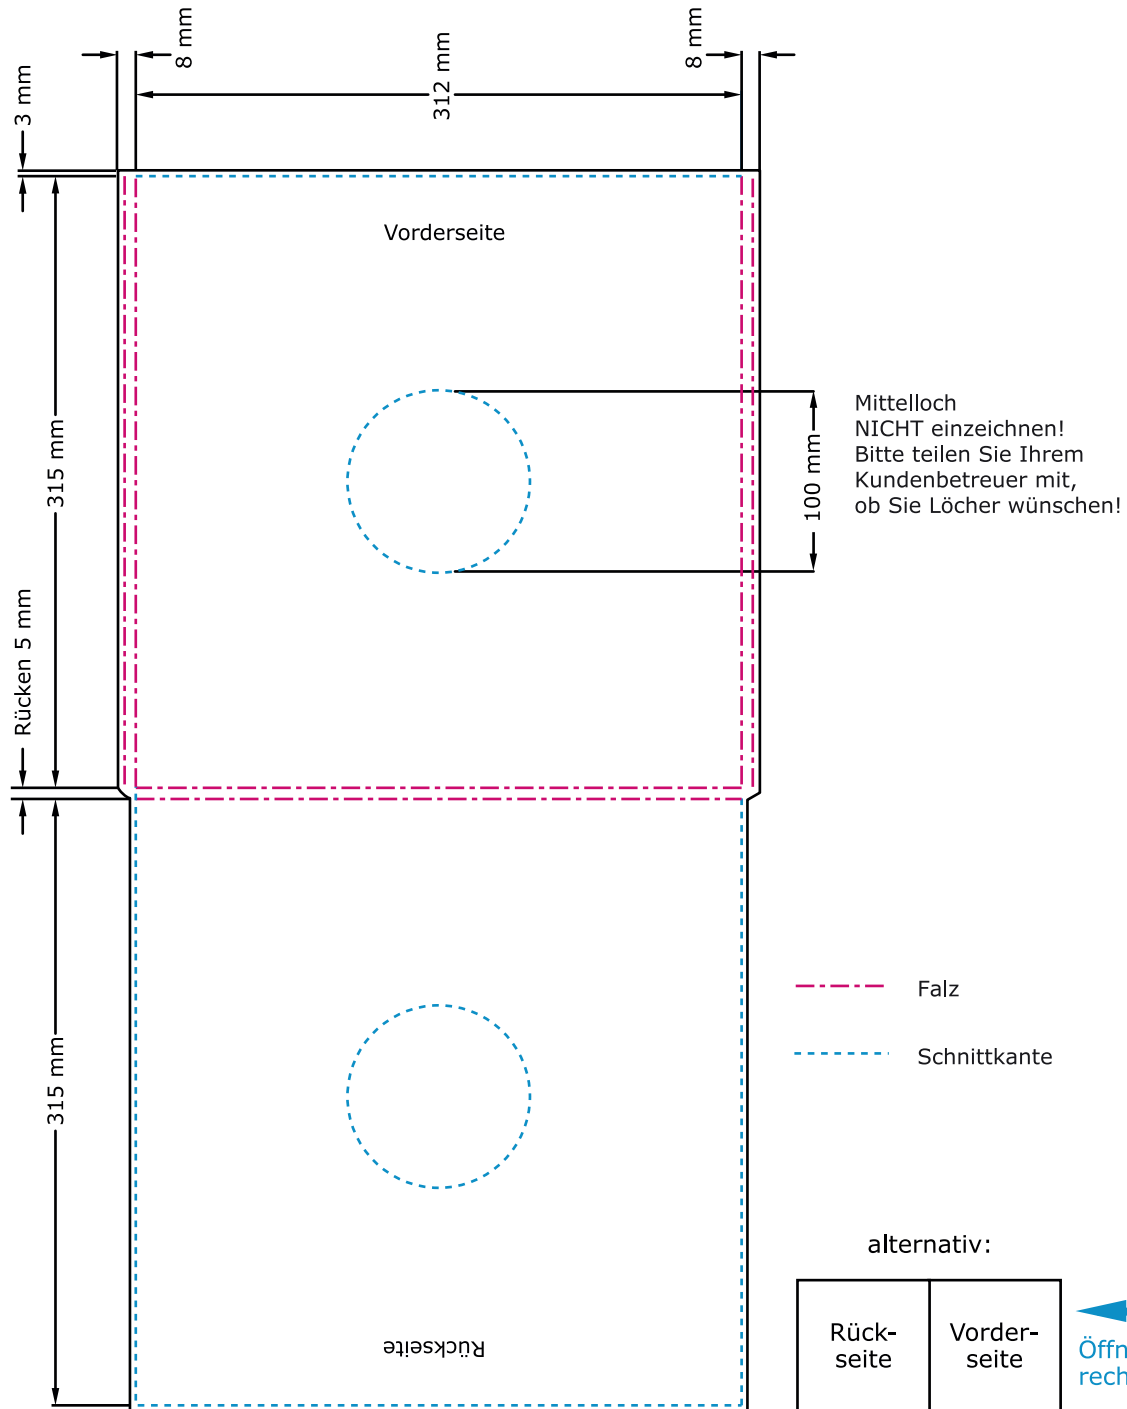 8 mm
8 mm
312 mm
3 mm
Vorderseite
315 mm
100 mm
Mittelloch
NICHT einzeichnen!
Bitte teilen Sie Ihrem
Kundenbetreuer mit,
ob Sie Löcher wünschen!
Rücken 5 mm
315 mm
Falz
Schnittkante
Rückseite
alternativ:
Rück-
seite
Vorder-
seite
Öffn
rech